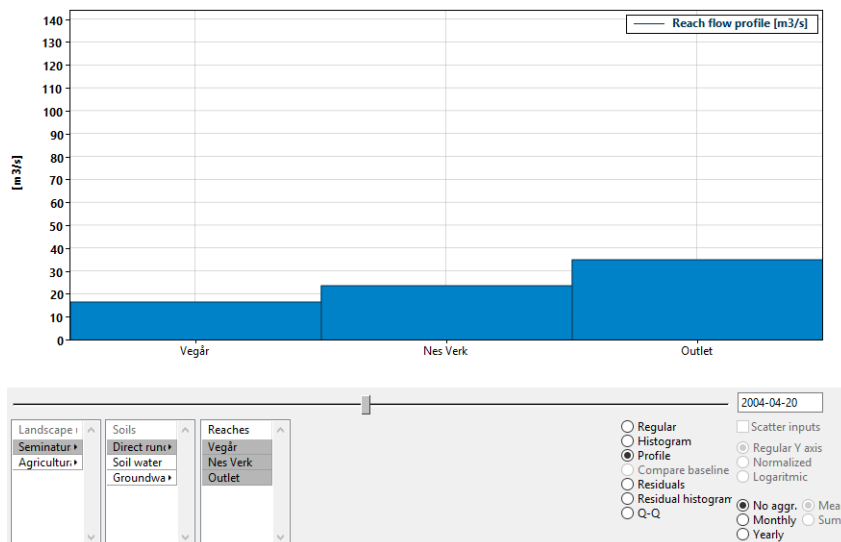 Reach flow profile [m3/s]
140
130
120
110
100
90
80
70
60
50
40
30
20
10
0
[m3/s]
Vegår
Nes Verk
Outlet
2004-04-20
Landscape
Seminatur
Agricultura
Soils
Direct runo
Soil water
Groundwa
Reaches
Vegår
Nes Verk
Outlet
Regular
Histogram
Profile
Compare baseline
Residuals
Residual histogram
Q-Q
Scatter inputs
Regular Y axis
Normalized
Logaritmic
No aggr.
Mea
Monthly
Sum
Yearly